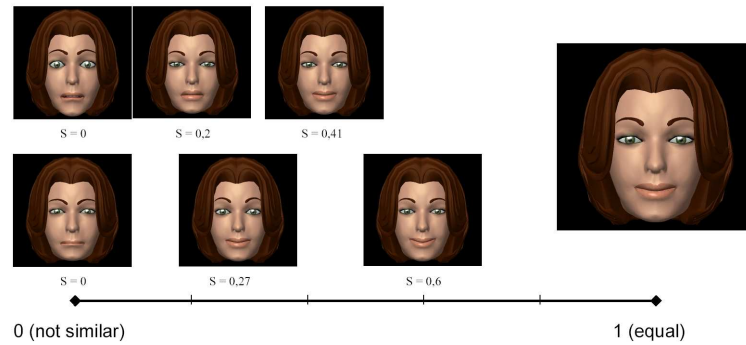 S = 0
S = 0,2
S = 0,41
S = 0
S = 0,27
S = 0,6
0 (not similar)
1 (equal)